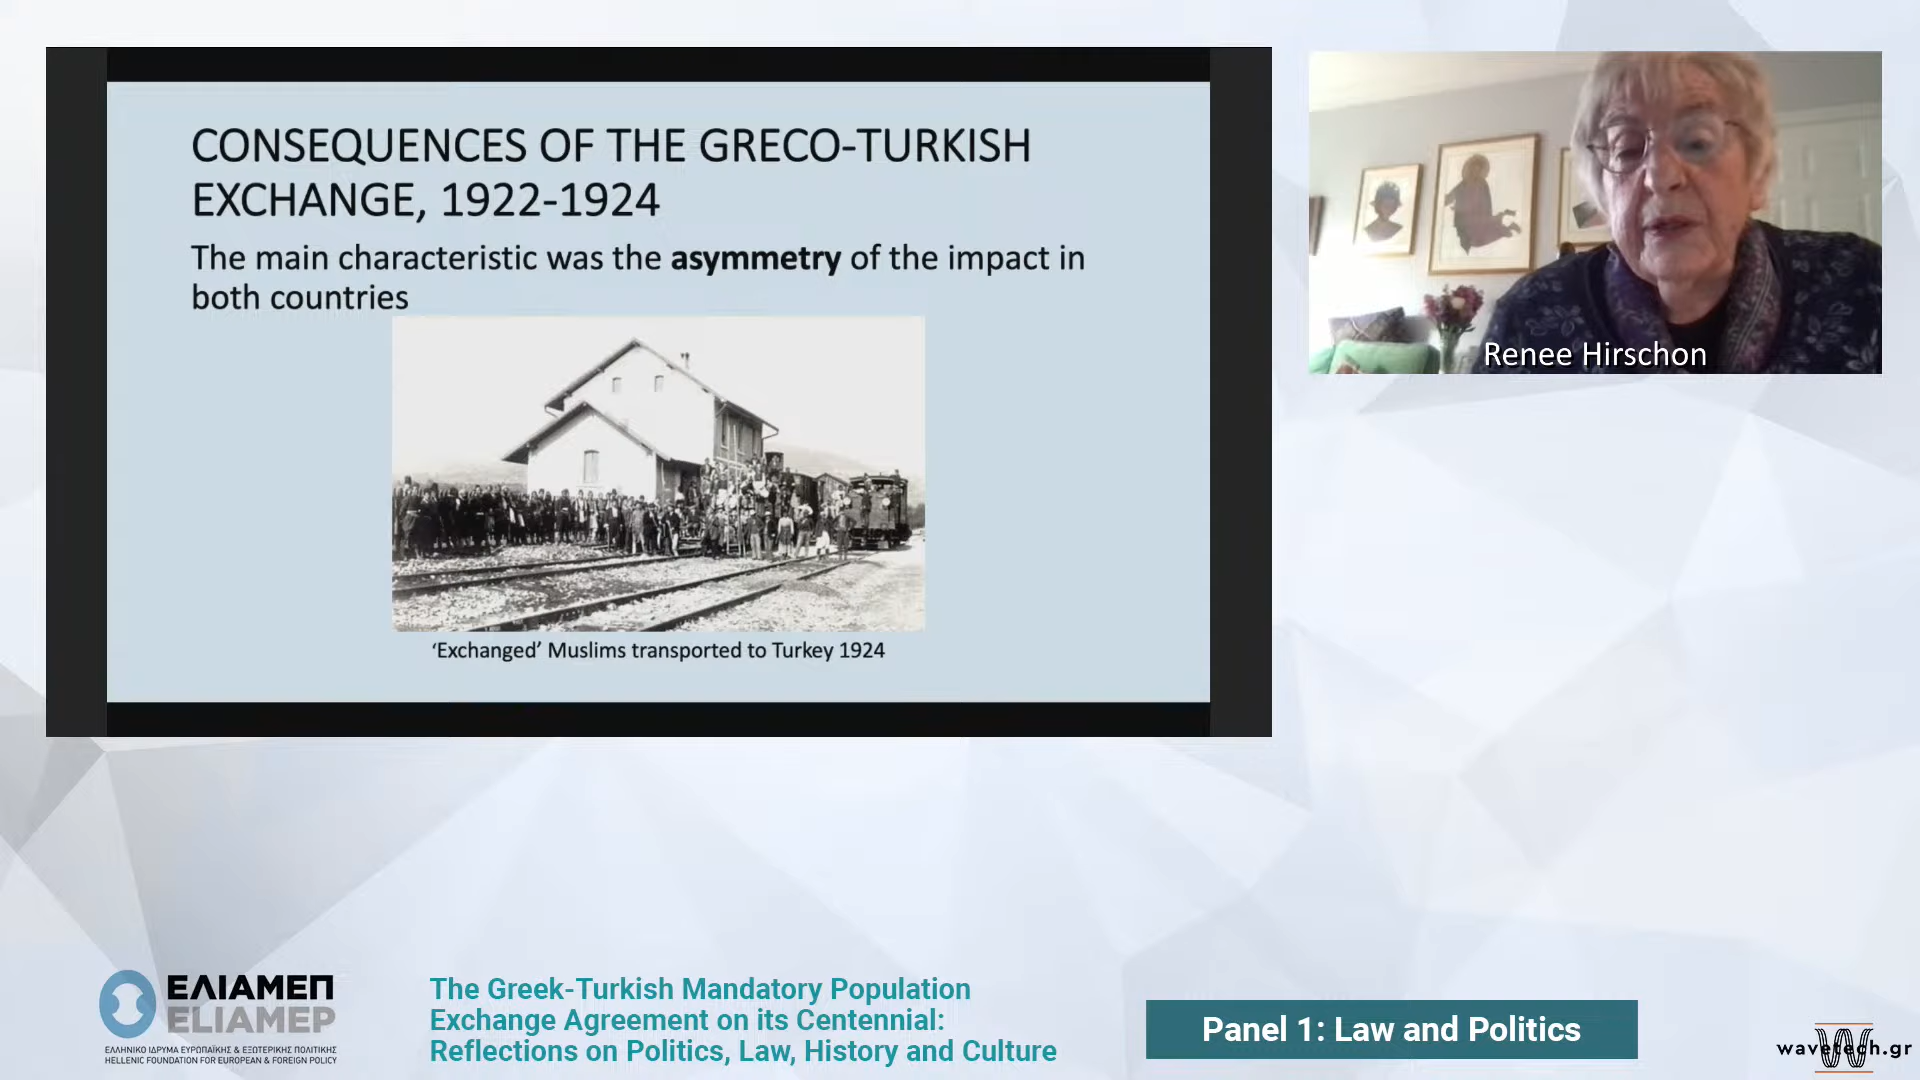 CONSEQUENCES OF THE GRECO-TURKISH
EXCHANGE, 1922-1924
The main characteristic was the asymmetry of the impact in
both countries
‘Exchanged’ Muslims transported to Turkey 1924
Renee Hirschon
ΕΛΙΑΜΕΠ
ELIAMEP
ΕΛΛΗΝΙΚΟ ΙΔΡΥΜΑ ΕΥΡΩΠΑΪΚΗΣ & ΕΞΩΤΕΡΙΚΗΣ ΠΟΛΙΤΙΚΗΣ
HELLENIC FOUNDATION FOR EUROPEAN & FOREIGN POLICY
The Greek-Turkish Mandatory Population
Exchange Agreement on its Centennial:
Reflections on Politics, Law, History and Culture
Panel 1: Law and Politics
wavetech.gr